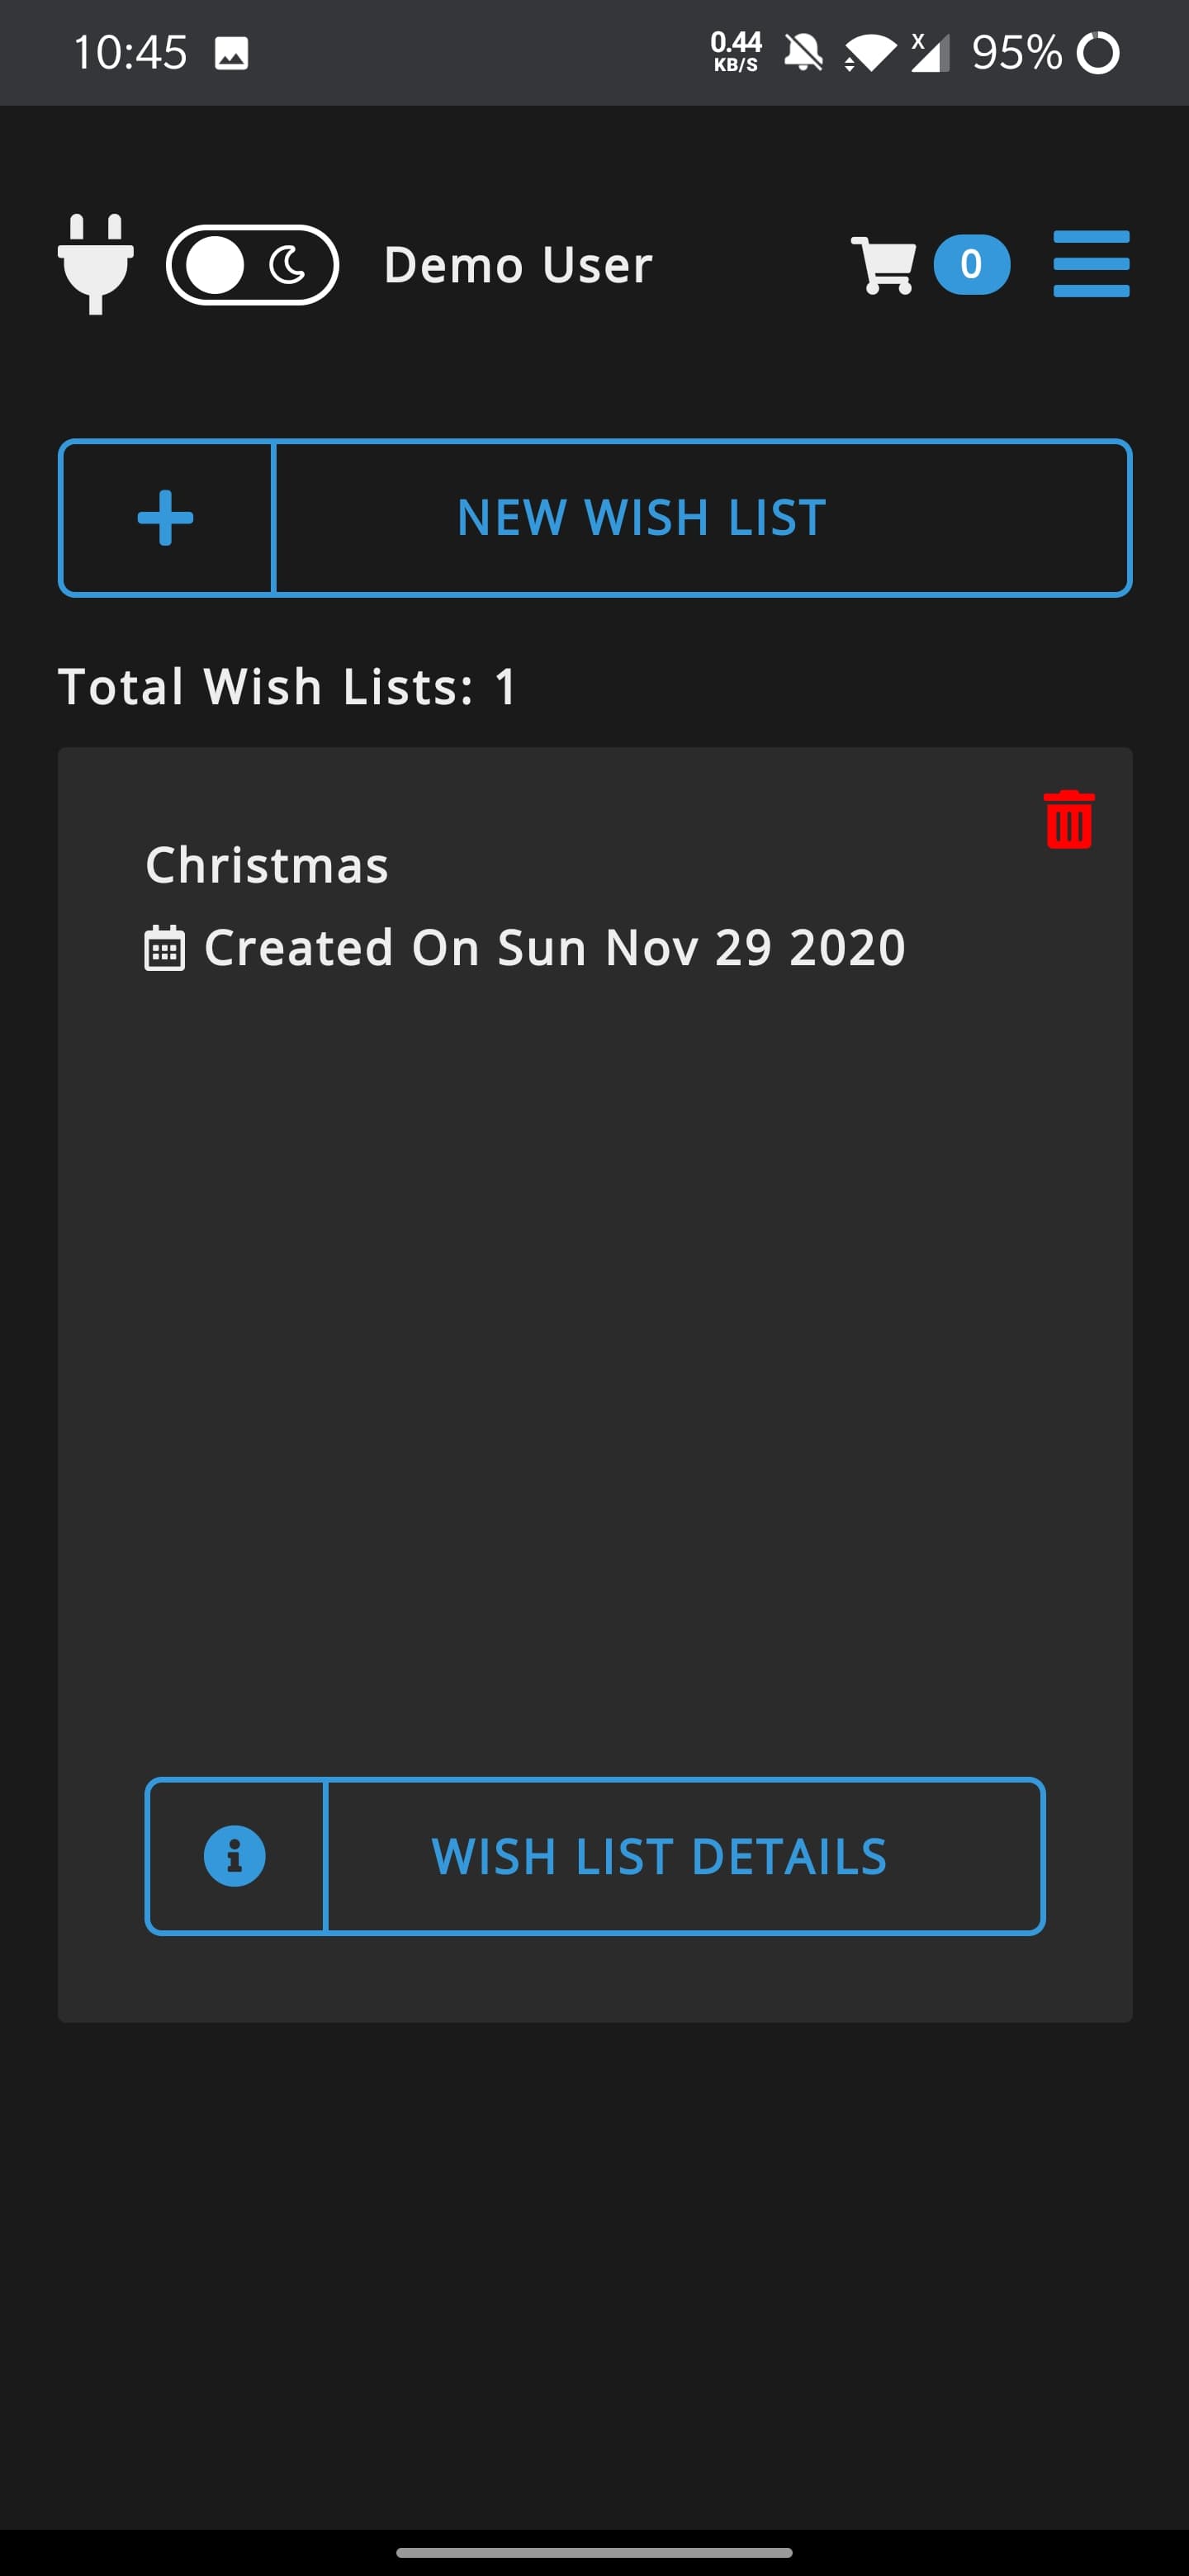 10:45 0.44 KB/S X 95%
Demo User 0
NEW WISH LIST
Total Wish Lists: 1
Christmas
Created On Sun Nov 29 2020
WISH LIST DETAILS